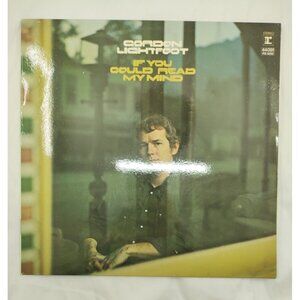 GORDON
LIGHTFOOT
IF YOU
COULD READ
MY MIND